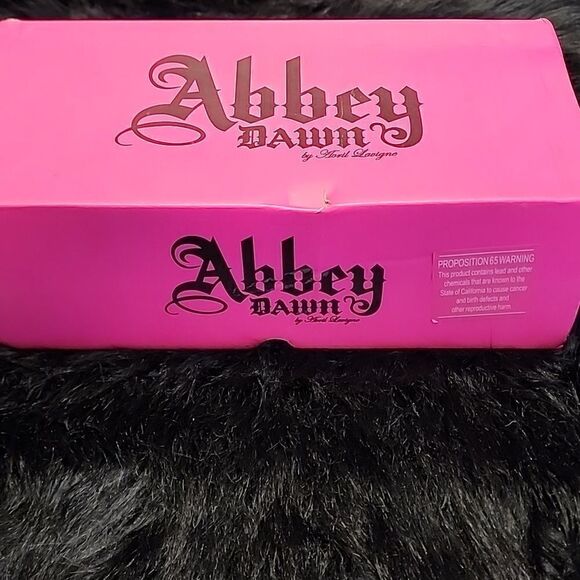 Abbey
DAWN
by Avril Lavigne
Abbey
DAWN
by Avril Lavigne
PROPOSITION 65 WARNING
This product contains lead and other
chemicals that are known to the
State of California to cause cancer
and birth defects and
other reproductive harm.